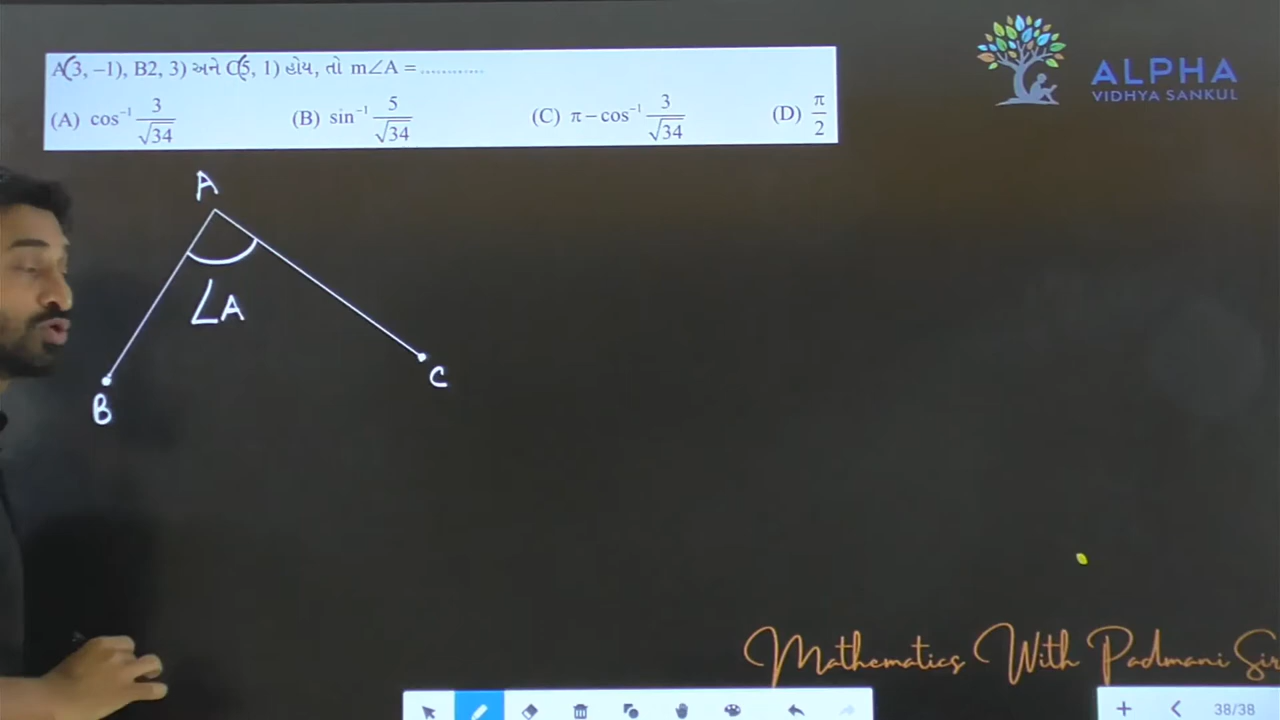 A(3, –1), B2, 3) અને C(5, 1) હોય, તો m∠A = ............
(A) cos⁻¹ 3/√34 (B) sin⁻¹ 5/√34 (C) π – cos⁻¹ 3/√34 (D) π/2
ALPHA
VIDHYA SANKUL
A
∠A
C
B
Mathematics With Padmani Sir
38/38